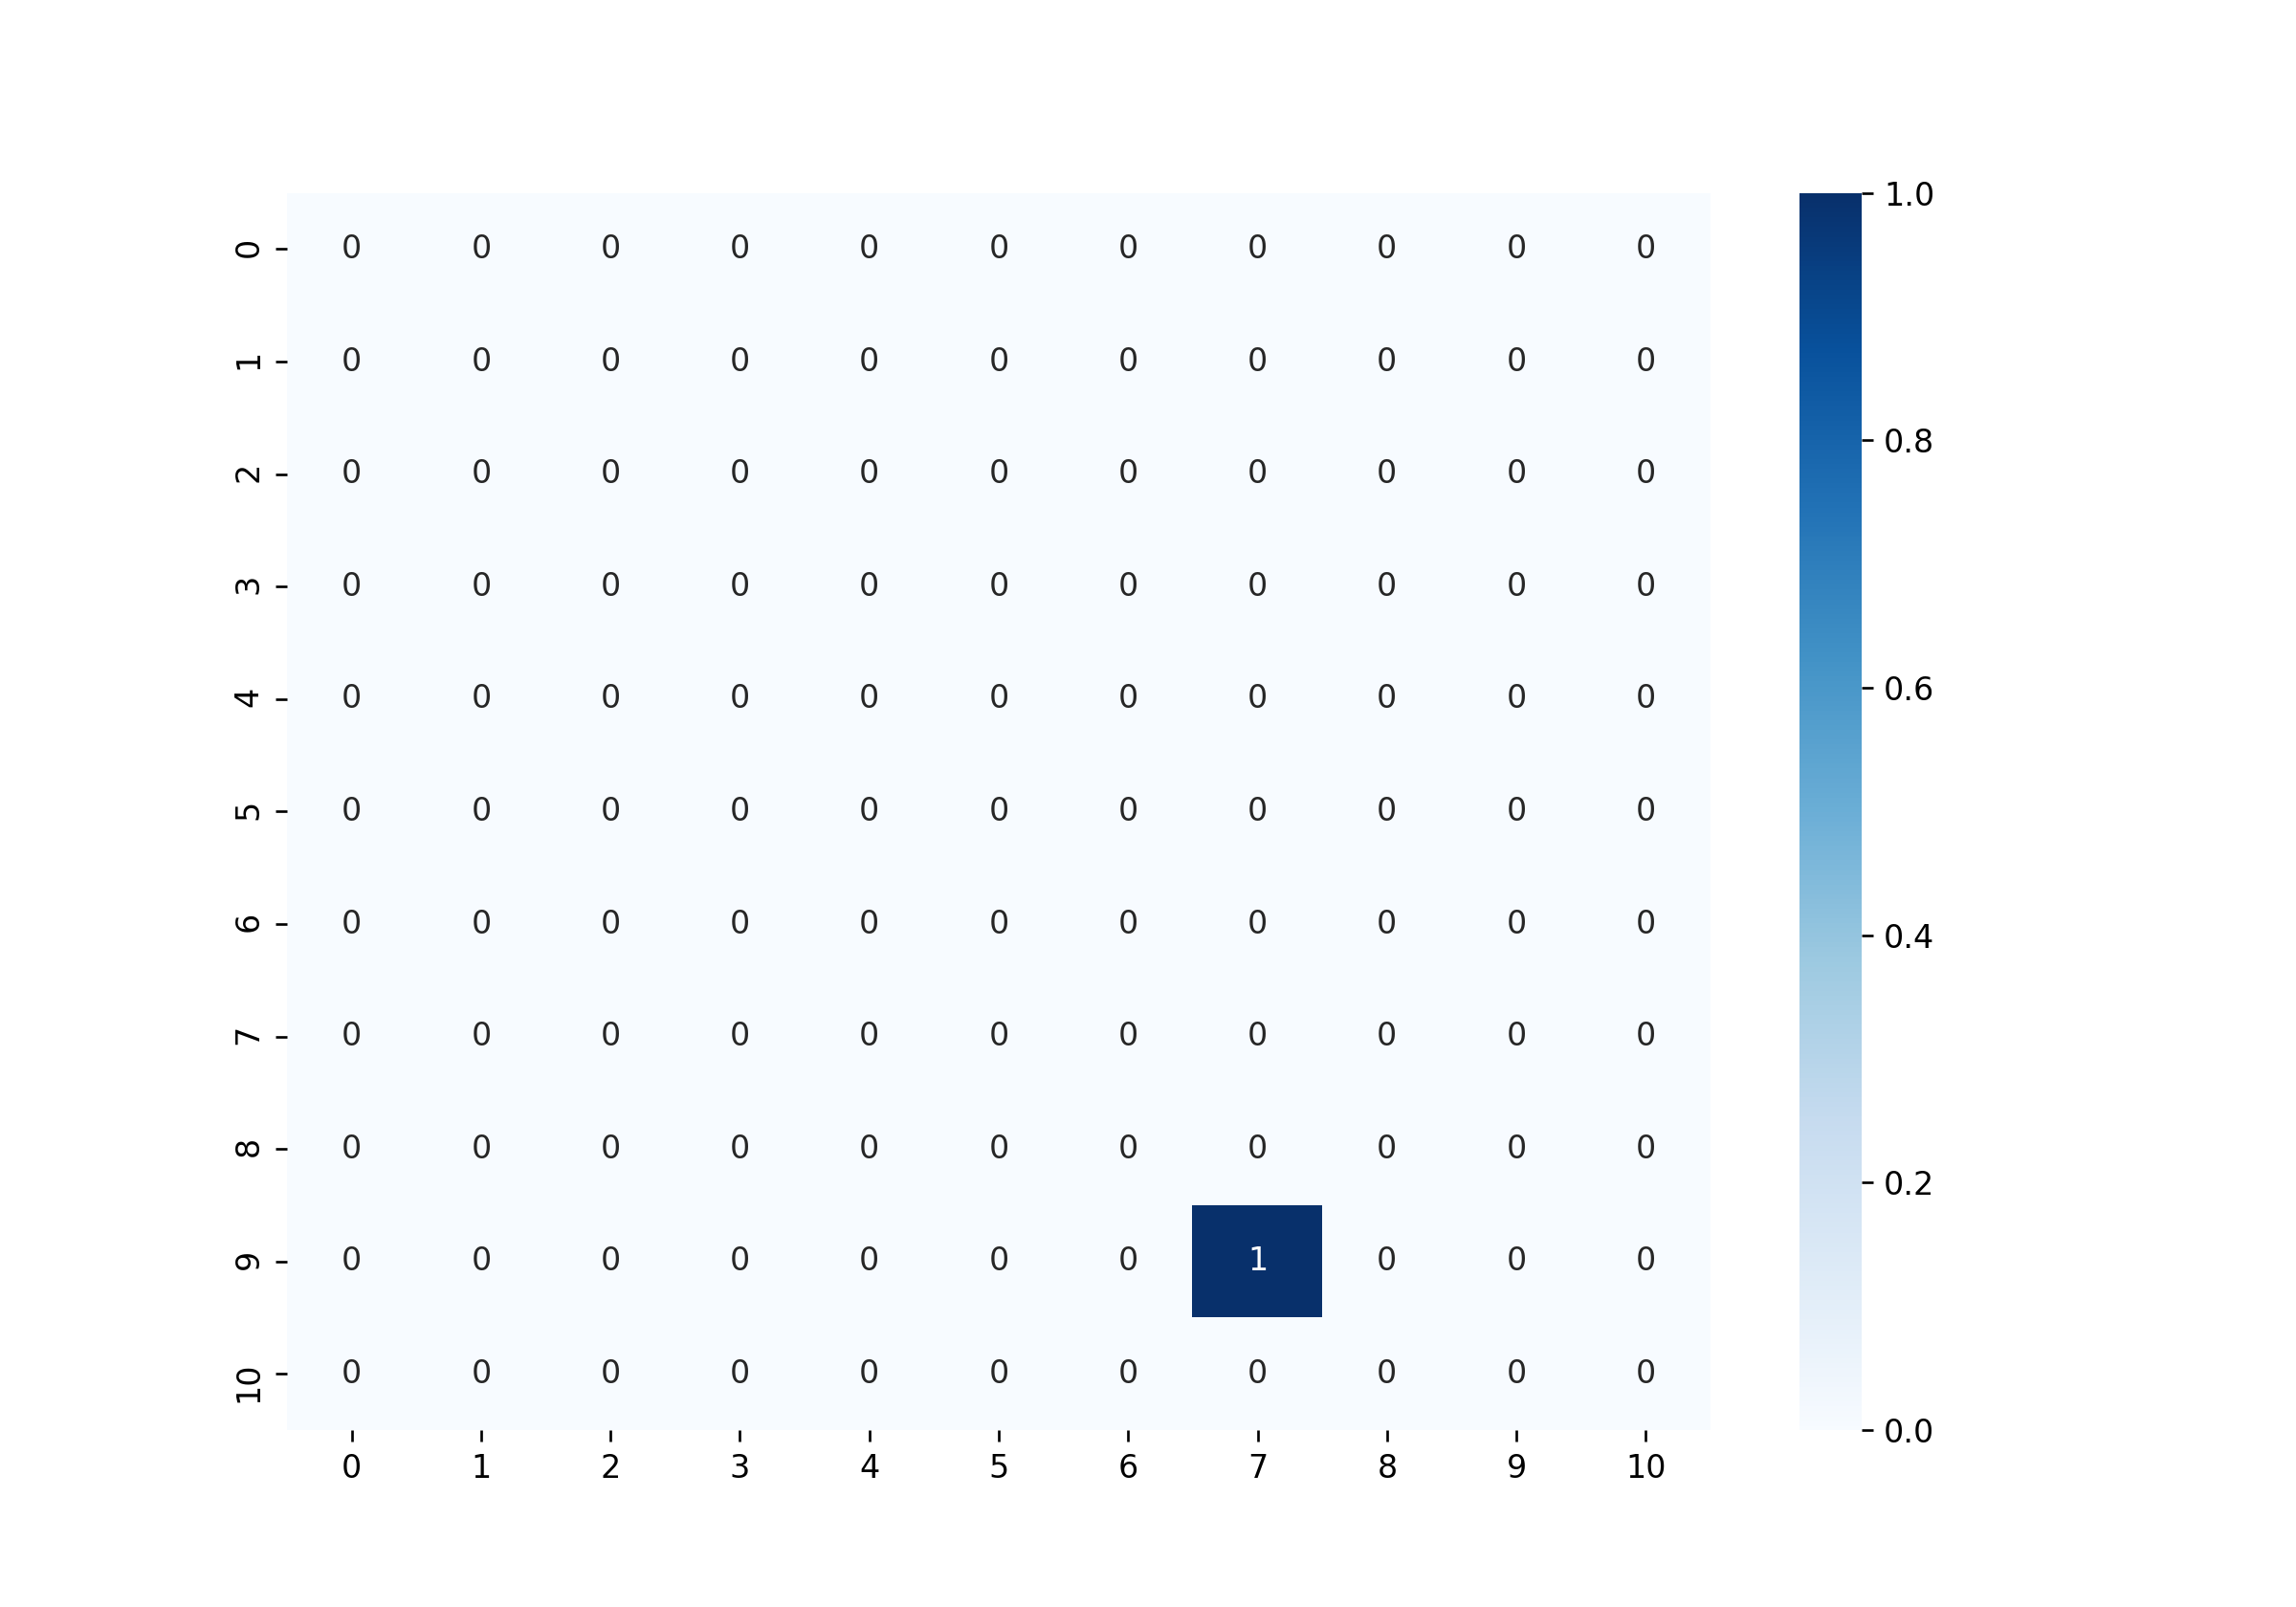 0 0 0 0 0 0 0 0 0 0 0 0
1 0 0 0 0 0 0 0 0 0 0 0
2 0 0 0 0 0 0 0 0 0 0 0
3 0 0 0 0 0 0 0 0 0 0 0
4 0 0 0 0 0 0 0 0 0 0 0
5 0 0 0 0 0 0 0 0 0 0 0
6 0 0 0 0 0 0 0 0 0 0 0
7 0 0 0 0 0 0 0 0 0 0 0
8 0 0 0 0 0 0 0 0 0 0 0
9 0 0 0 0 0 0 0 1 0 0 0
10 0 0 0 0 0 0 0 0 0 0 0
0 1 2 3 4 5 6 7 8 9 10
1.0
0.8
0.6
0.4
0.2
0.0